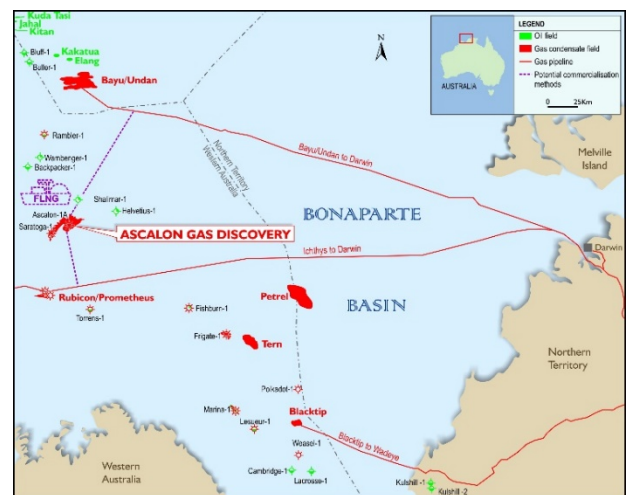 Kuda Tasi
Jahal
Kitan
Bluff-1
Buller-1
Kakatua
Elang
Bayu/Undan
N
AUSTRALIA
LEGEND
Oil field
Gas condensate field
Gas pipeline
Potential commercialisation
methods
0 25Km
Rambler-1
Wamberger-1
Backpacker-1
Northern Territory
Western Australia
Bayu/Undan to Darwin
Melville
Island
FLNG
Shalimar-1
Ascalon-1A
Helvetius-1
Saratoga-1
ASCALON GAS DISCOVERY
BONAPARTE
Darwin
Ichthys to Darwin
Rubicon/Prometheus
Torrens-1
Fishburn-1
Petrel
BASIN
Frigate-1
Tern
Northern
Territory
Polkadot-1
Marina-1
Lesueur-1
Blacktip
Weasel-1
Blacktip to Wadeye
Western
Australia
Cambridge-1
Lacrosse-1
Kulshill-1
Kulshill -2